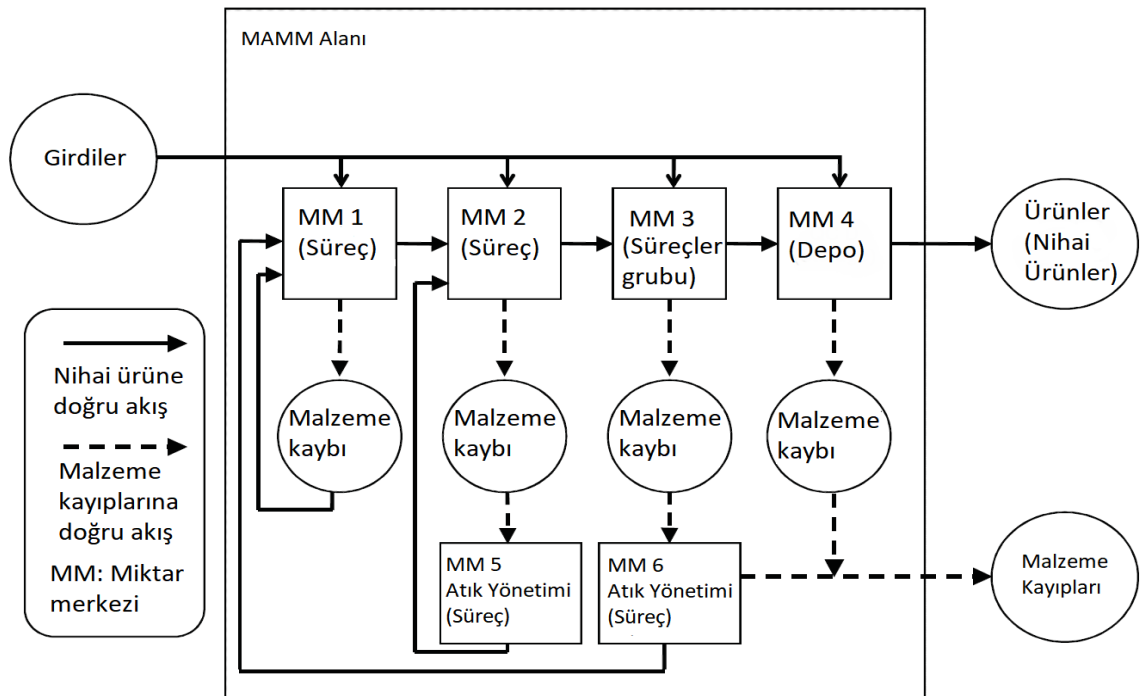 MAMM Alanı
Girdiler
MM 1
(Süreç)
MM 2
(Süreç)
MM 3
(Süreçler
grubu)
MM 4
(Depo)
Ürünler
(Nihai
Ürünler)
Nihai ürüne
doğru akış
Malzeme
kayıplarına
doğru akış
MM: Miktar
merkezi
Malzeme
kaybı
Malzeme
kaybı
Malzeme
kaybı
Malzeme
kaybı
MM 5
Atık Yönetimi
(Süreç)
MM 6
Atık Yönetimi
(Süreç)
Malzeme
Kayıpları